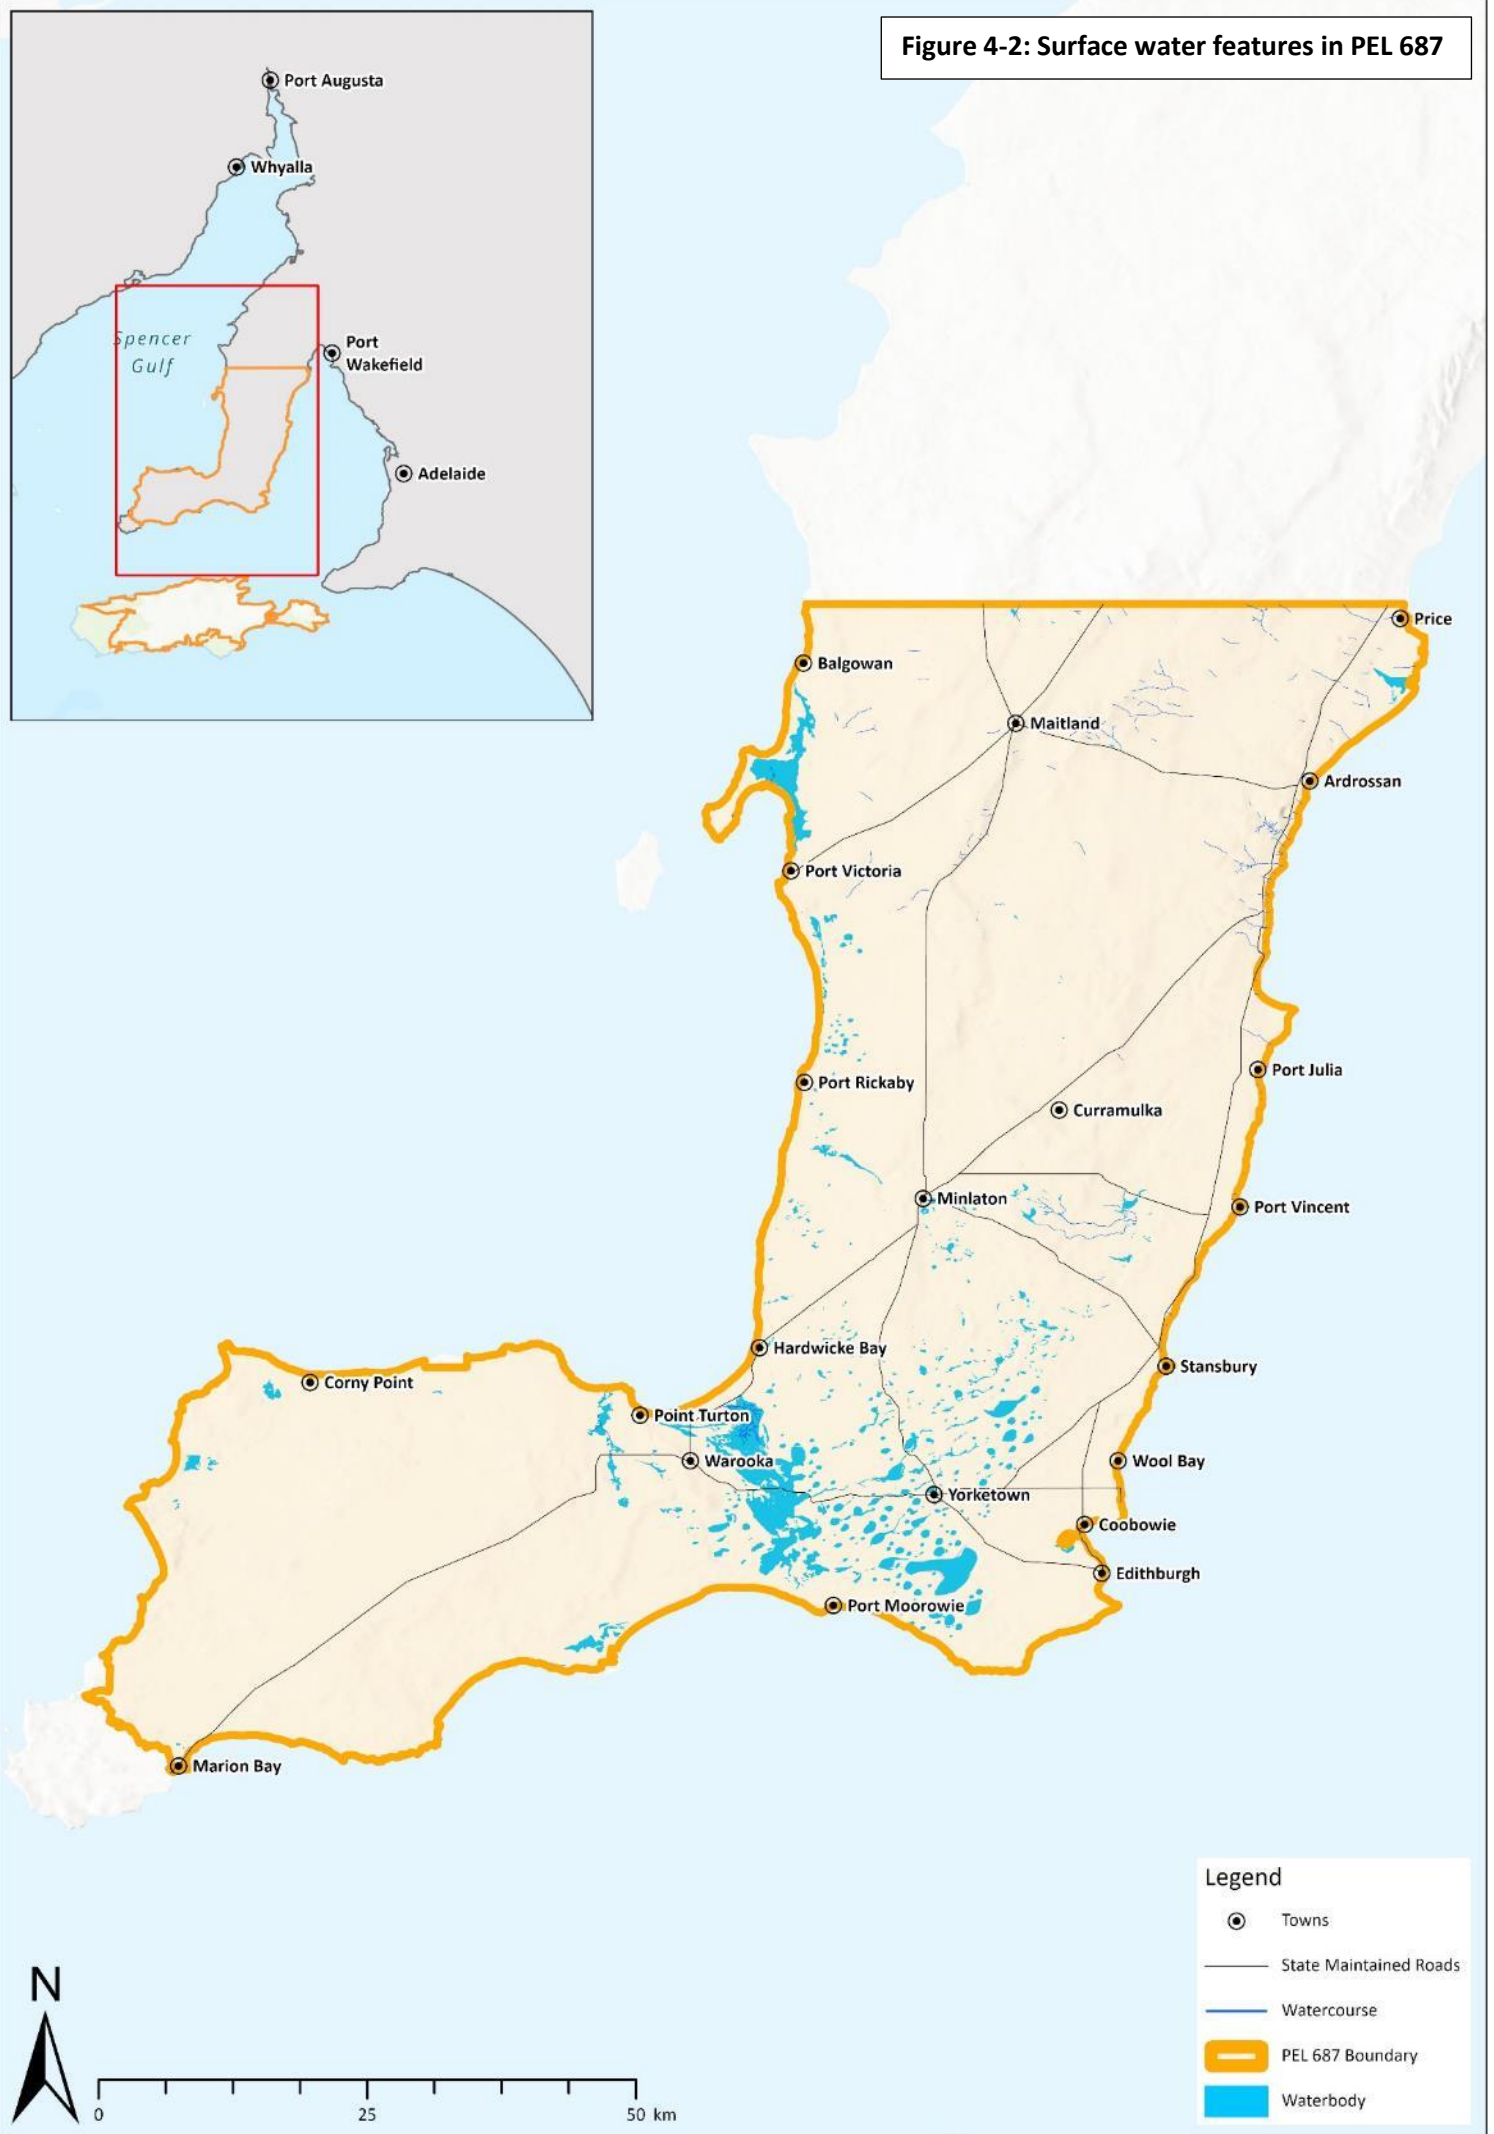 Figure 4-2: Surface water features in PEL 687
Port Augusta
Whyalla
Spencer
Gulf
Port
Wakefield
Adelaide
Price
Balgowan
Maitland
Ardrossan
Port Victoria
Port Julia
Port Rickaby
Curramulka
Minlaton
Port Vincent
Hardwicke Bay
Stansbury
Corny Point
Point Turton
Warooka
Wool Bay
Yorketown
Coobowie
Edithburgh
Port Moorowie
Marion Bay
Legend
Towns
State Maintained Roads
Watercourse
PEL 687 Boundary
Waterbody
N
0 25 50 km